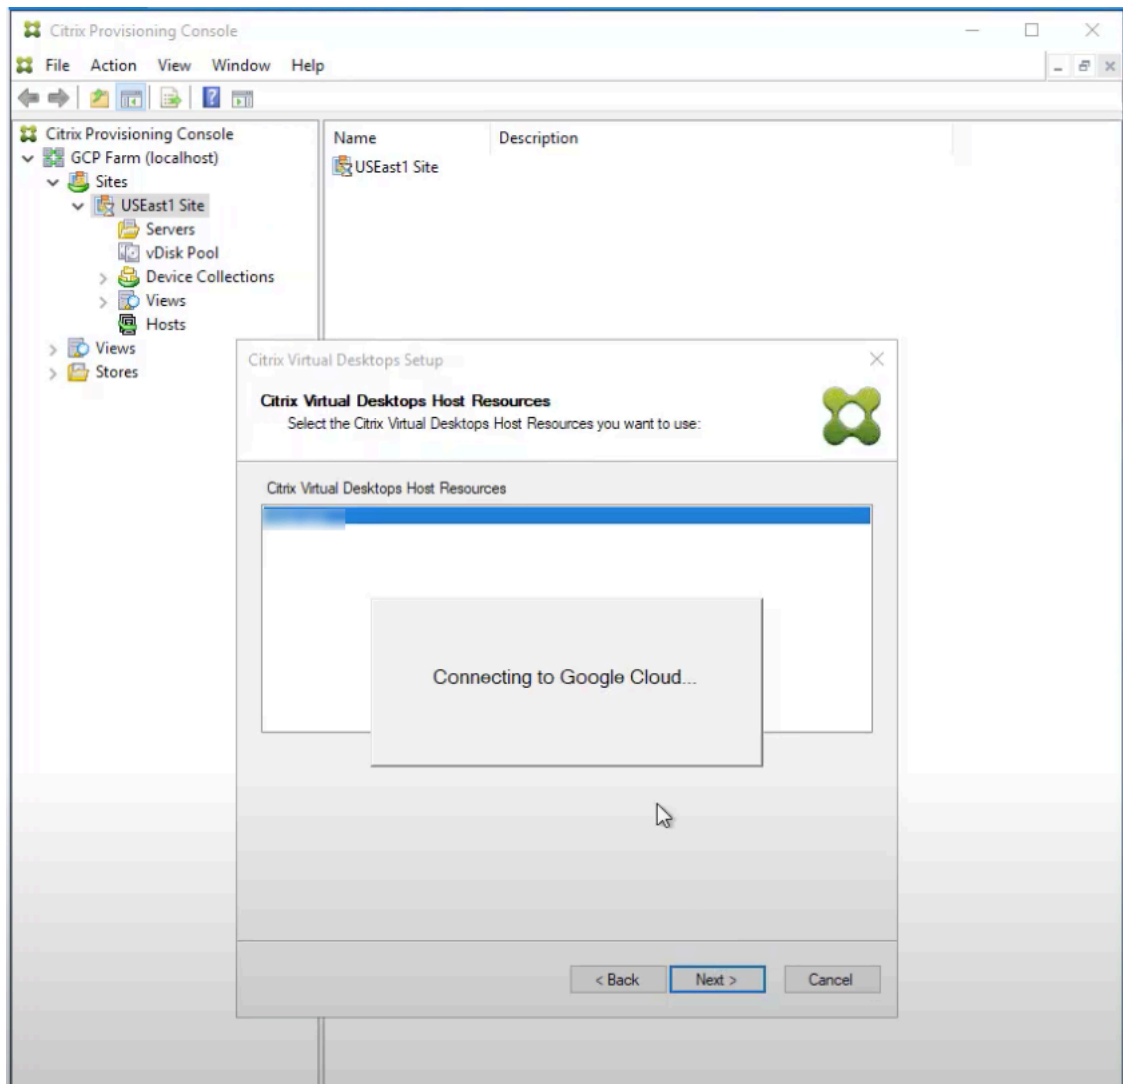 Citrix Provisioning Console
File Action View Window Help
Citrix Provisioning Console
GCP Farm (localhost)
Sites
USEast1 Site
Servers
vDisk Pool
Device Collections
Views
Hosts
Views
Stores
Name Description
USEast1 Site
Citrix Virtual Desktops Setup
Citrix Virtual Desktops Host Resources
Select the Citrix Virtual Desktops Host Resources you want to use:
Citrix Virtual Desktops Host Resources
Connecting to Google Cloud...
< Back Next > Cancel